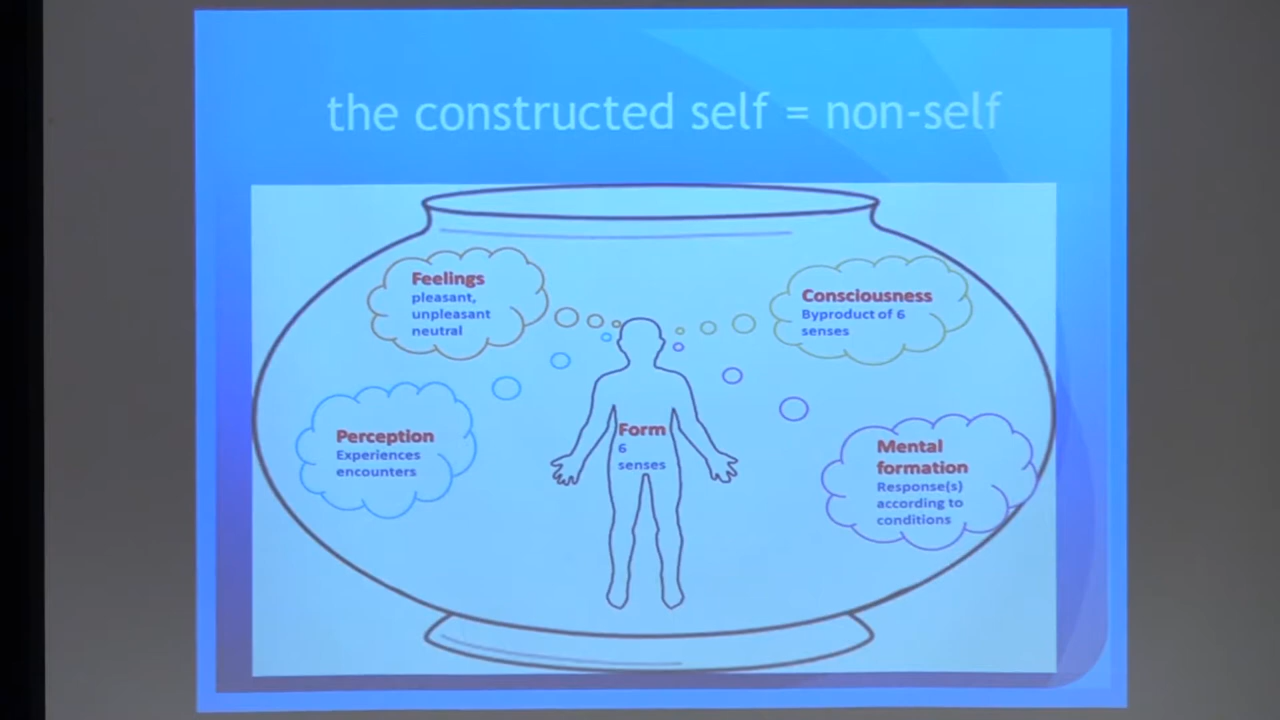 the constructed self = non-self
Feelings
pleasant,
unpleasant
neutral
Consciousness
Byproduct of 6
senses
Perception
Experiences
encounters
Form
6
senses
Mental
formation
Response(s)
according to
conditions